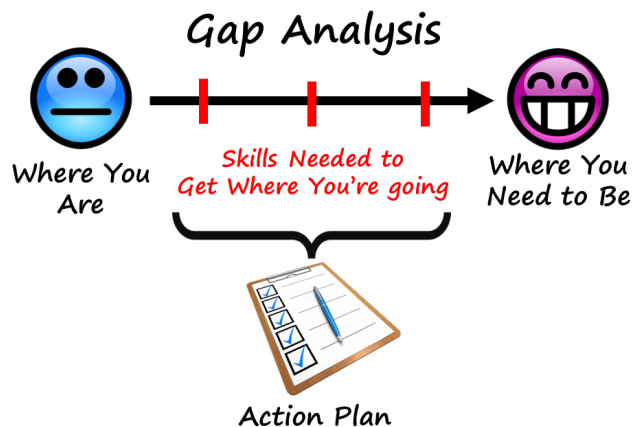 Gap Analysis
Where You
Are
Skills Needed to
Get Where You're going
Where You
Need to Be
Action Plan